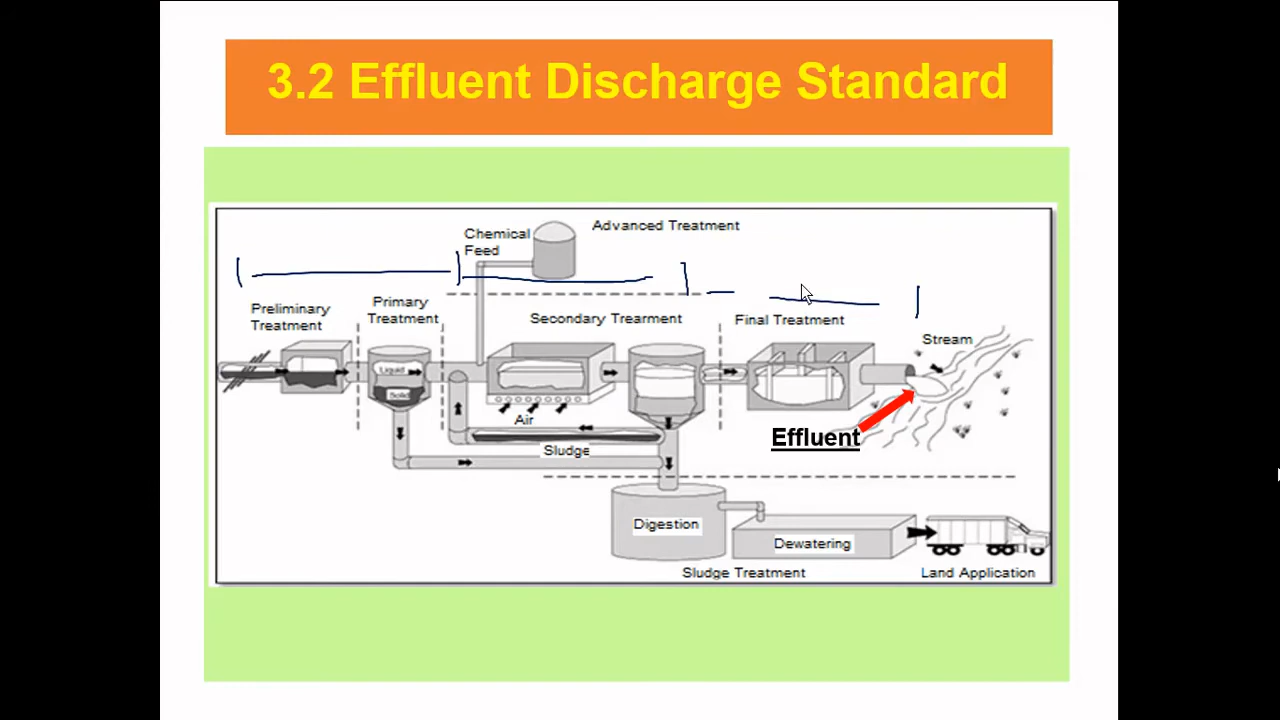 3.2 Effluent Discharge Standard
Advanced Treatment
Chemical
Feed
Preliminary
Treatment
Primary
Treatment
Secondary Trearment
Final Treatment
Stream
Liquid
Solid
Air
Effluent
Sludge
Digestion
Dewatering
Sludge Treatment
Land Application